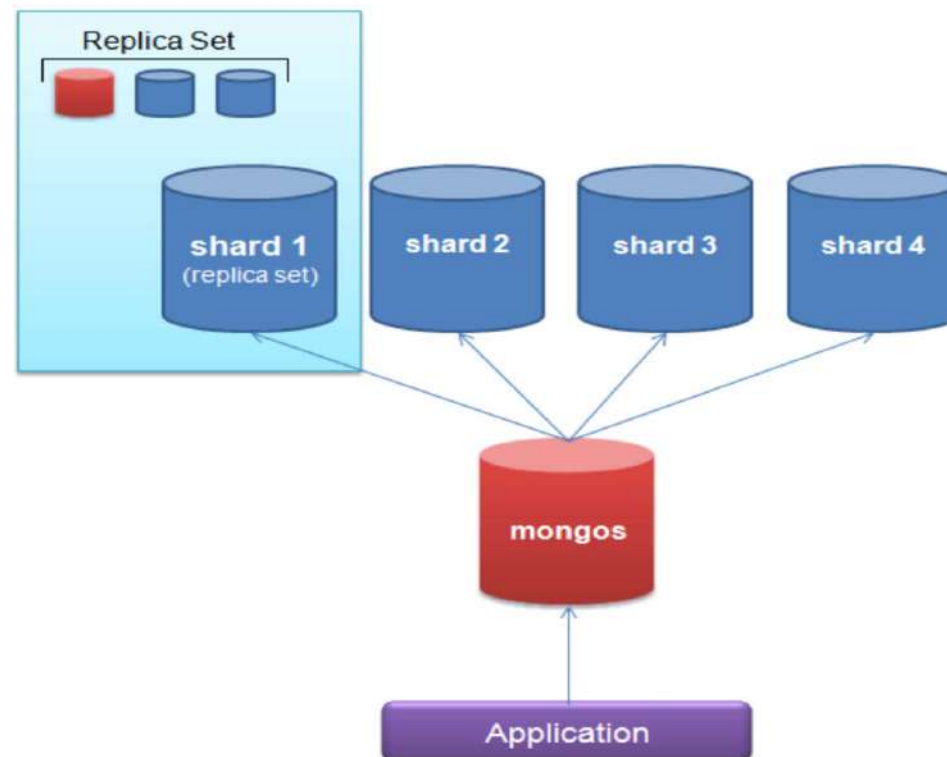 Replica Set
shard 1
(replica set)
shard 2
shard 3
shard 4
mongos
Application